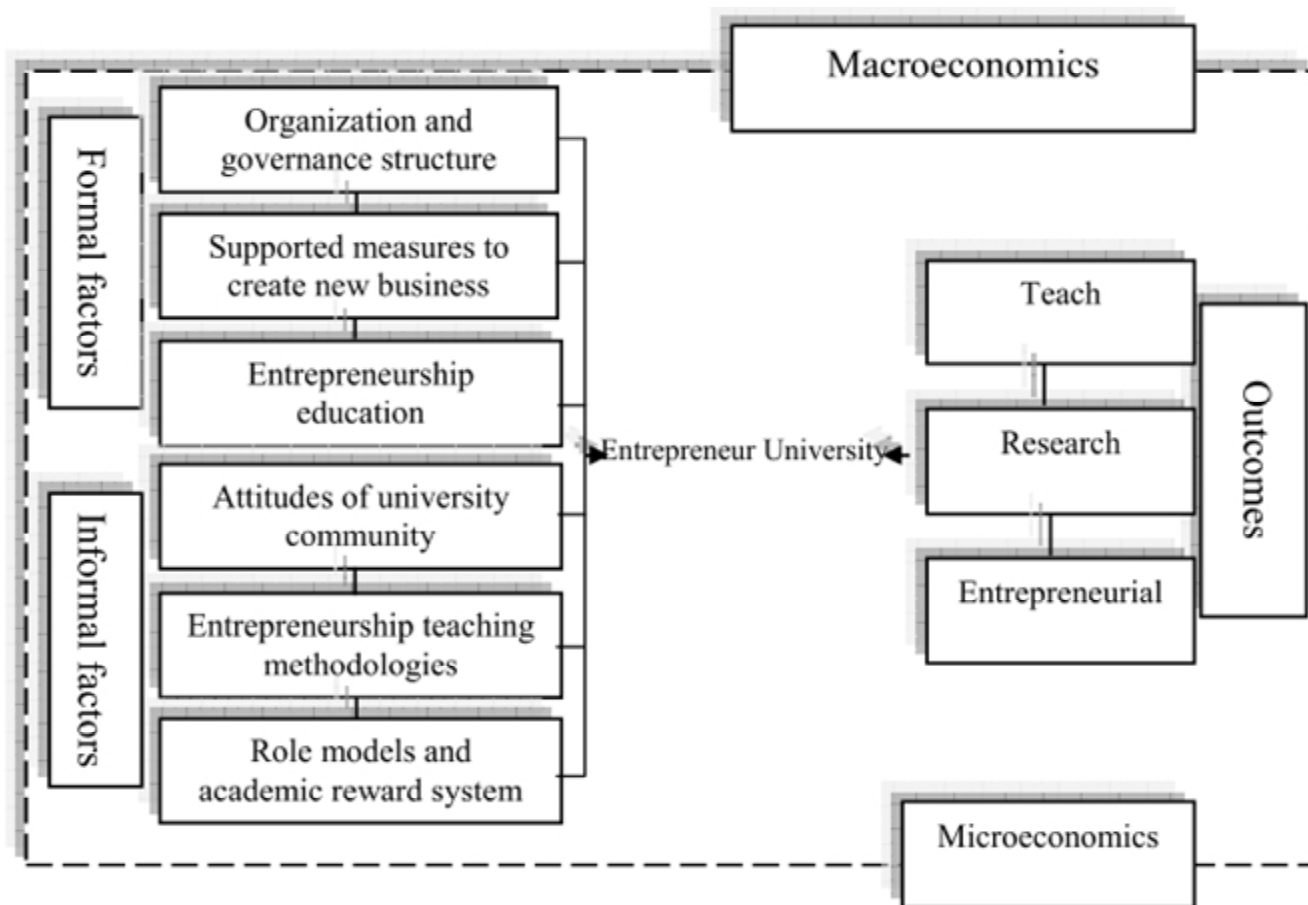 Macroeconomics
Formal factors
Organization and
governance structure
Supported measures to
create new business
Entrepreneurship
education
Informal factors
Attitudes of university
community
Entrepreneurship teaching
methodologies
Role models and
academic reward system
Entrepreneur University
Teach
Research
Entrepreneurial
Outcomes
Microeconomics